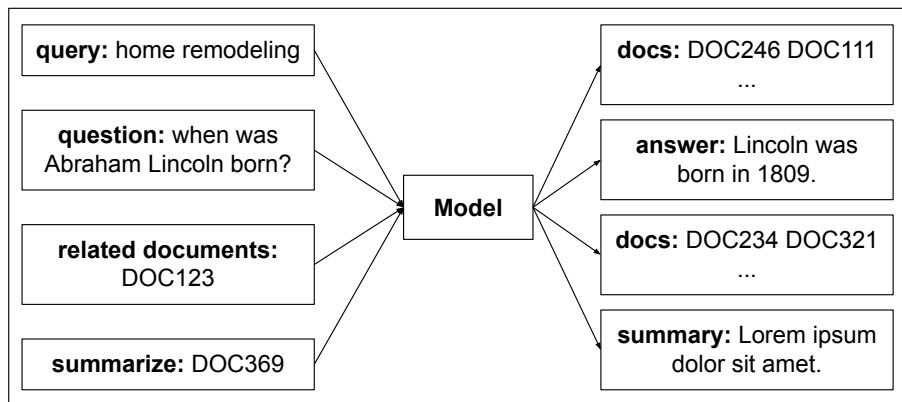 query: home remodeling
question: when was
Abraham Lincoln born?
related documents:
DOC123
summarize: DOC369
Model
docs: DOC246 DOC111
...
answer: Lincoln was
born in 1809.
docs: DOC234 DOC321
...
summary: Lorem ipsum
dolor sit amet.